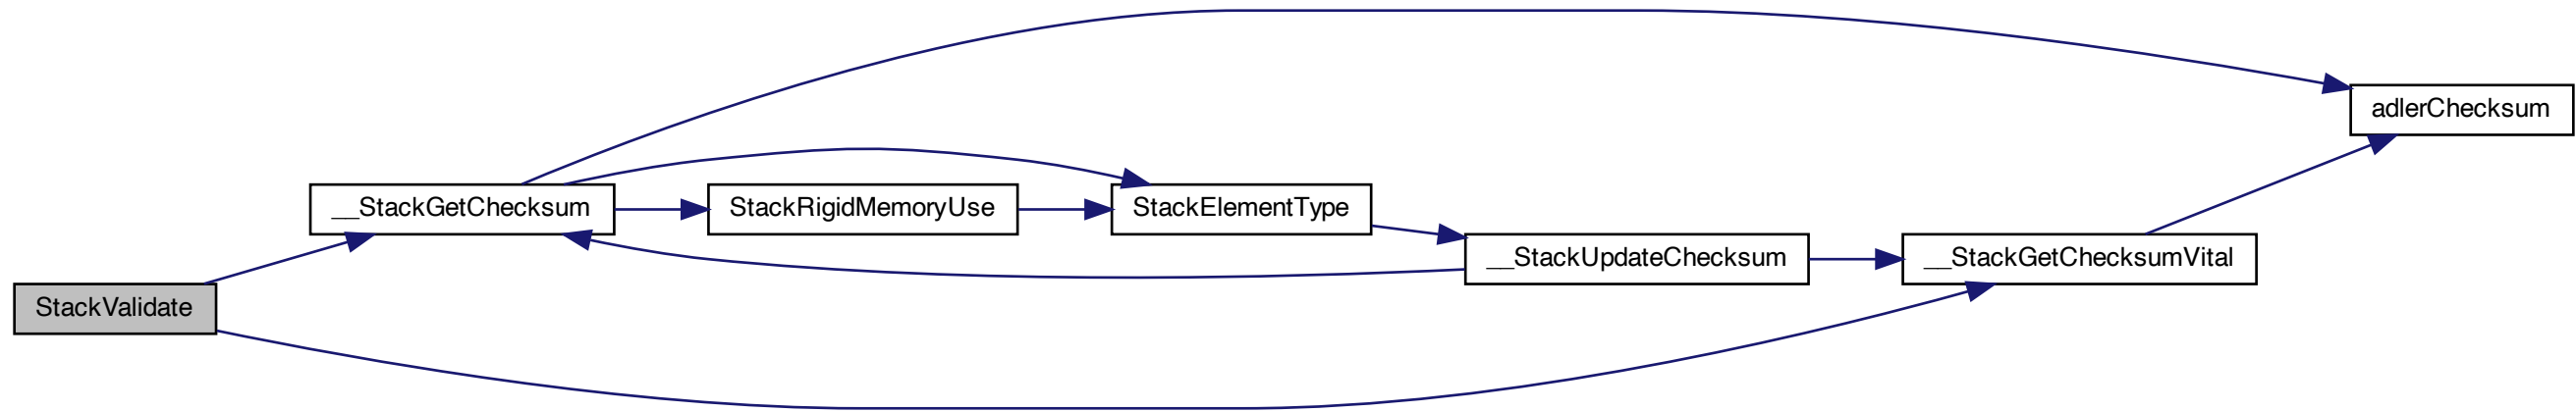 adlerChecksum
__StackGetChecksum
StackRigidMemoryUse
StackElementType
__StackUpdateChecksum
__StackGetChecksumVital
StackValidate